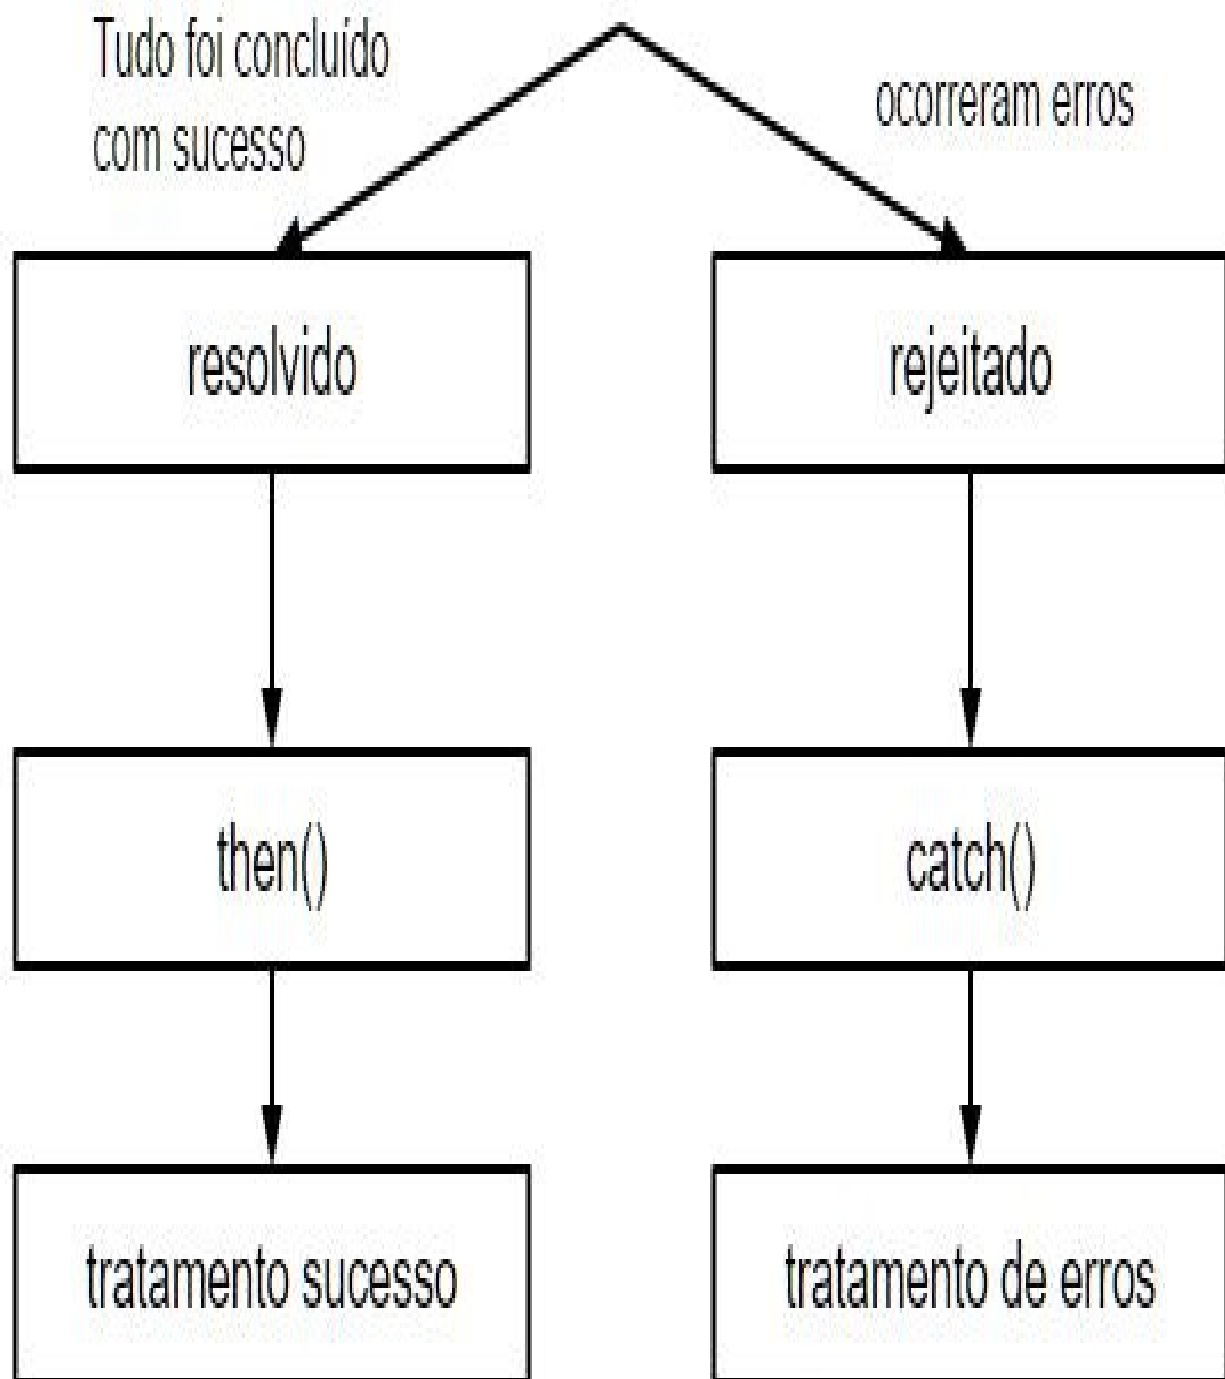 Tudo foi concluído
com sucesso
ocorreram erros
resolvido
rejeitado
then()
catch()
tratamento sucesso
tratamento de erros